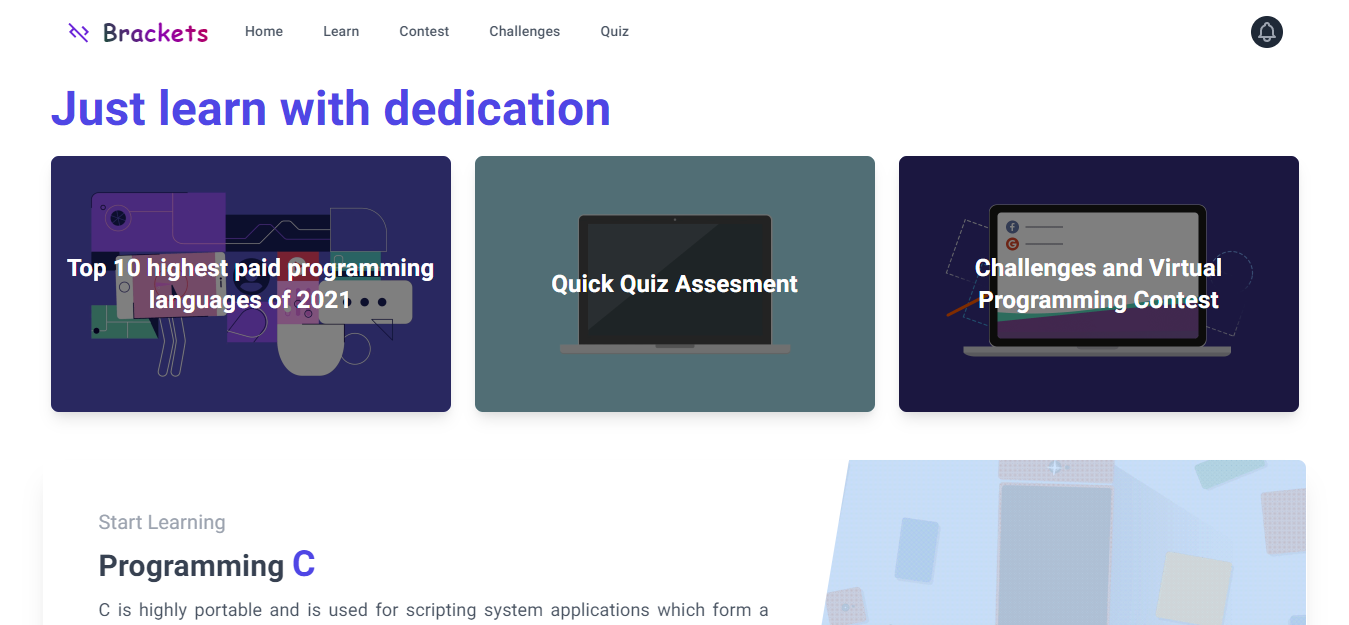 Brackets Home Learn Contest Challenges Quiz
Just learn with dedication
Top 10 highest paid programming
languages of 2021
Quick Quiz Assesment
Challenges and Virtual
Programming Contest
Start Learning
Programming C
C is highly portable and is used for scripting system applications which form a